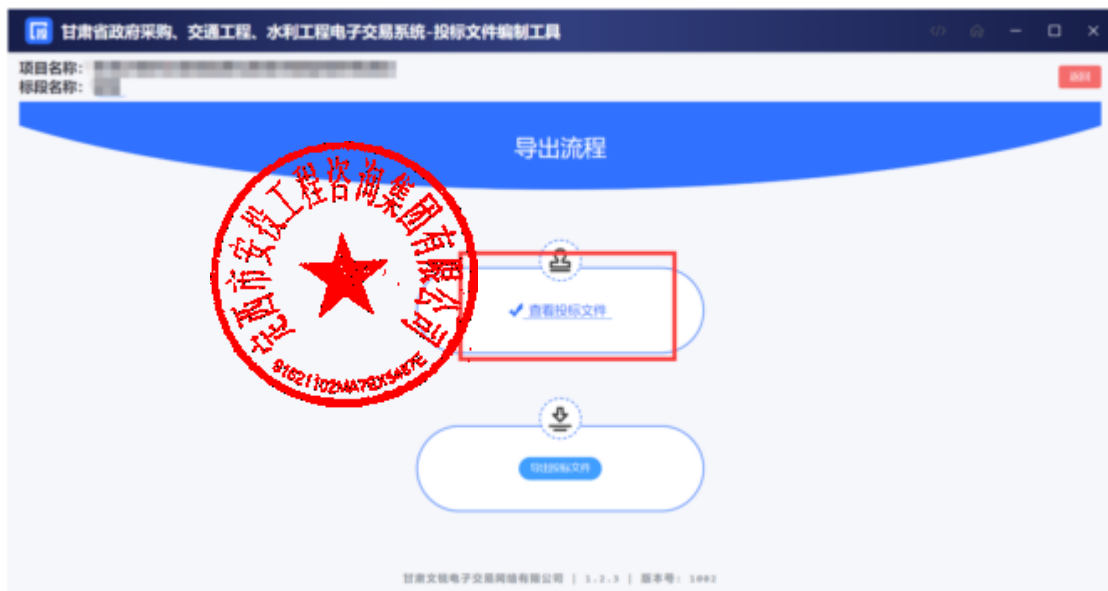 甘肃省政府采购、交通工程、水利工程电子交易系统-投标文件编制工具
项目名称：
标段名称：
返回
导出流程
定西市安投工程咨询集团有限公司
查看投标文件
导出投标文件
甘肃文锐电子交易网络有限公司 | 1.2.3 | 版本号: 1002